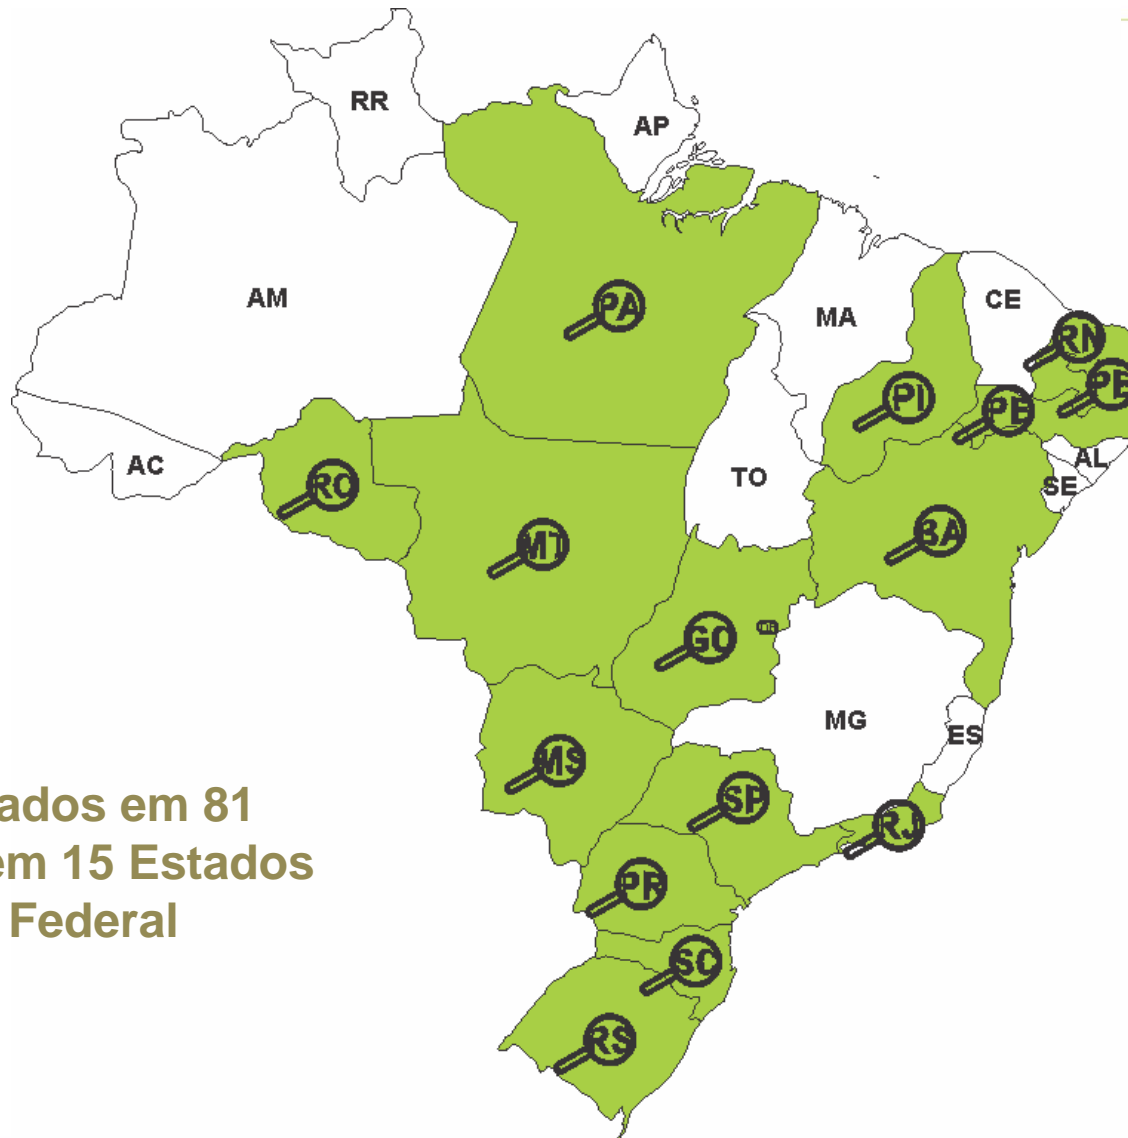 RR
AP
AM
PA
MA
CE
RN
PI
PE
PB
AC
RO
TO
AL
SE
MT
BA
GO
DF
MG
ES
MS
SP
RJ
ados em 81
em 15 Estados
PR
Federal
SC
RS